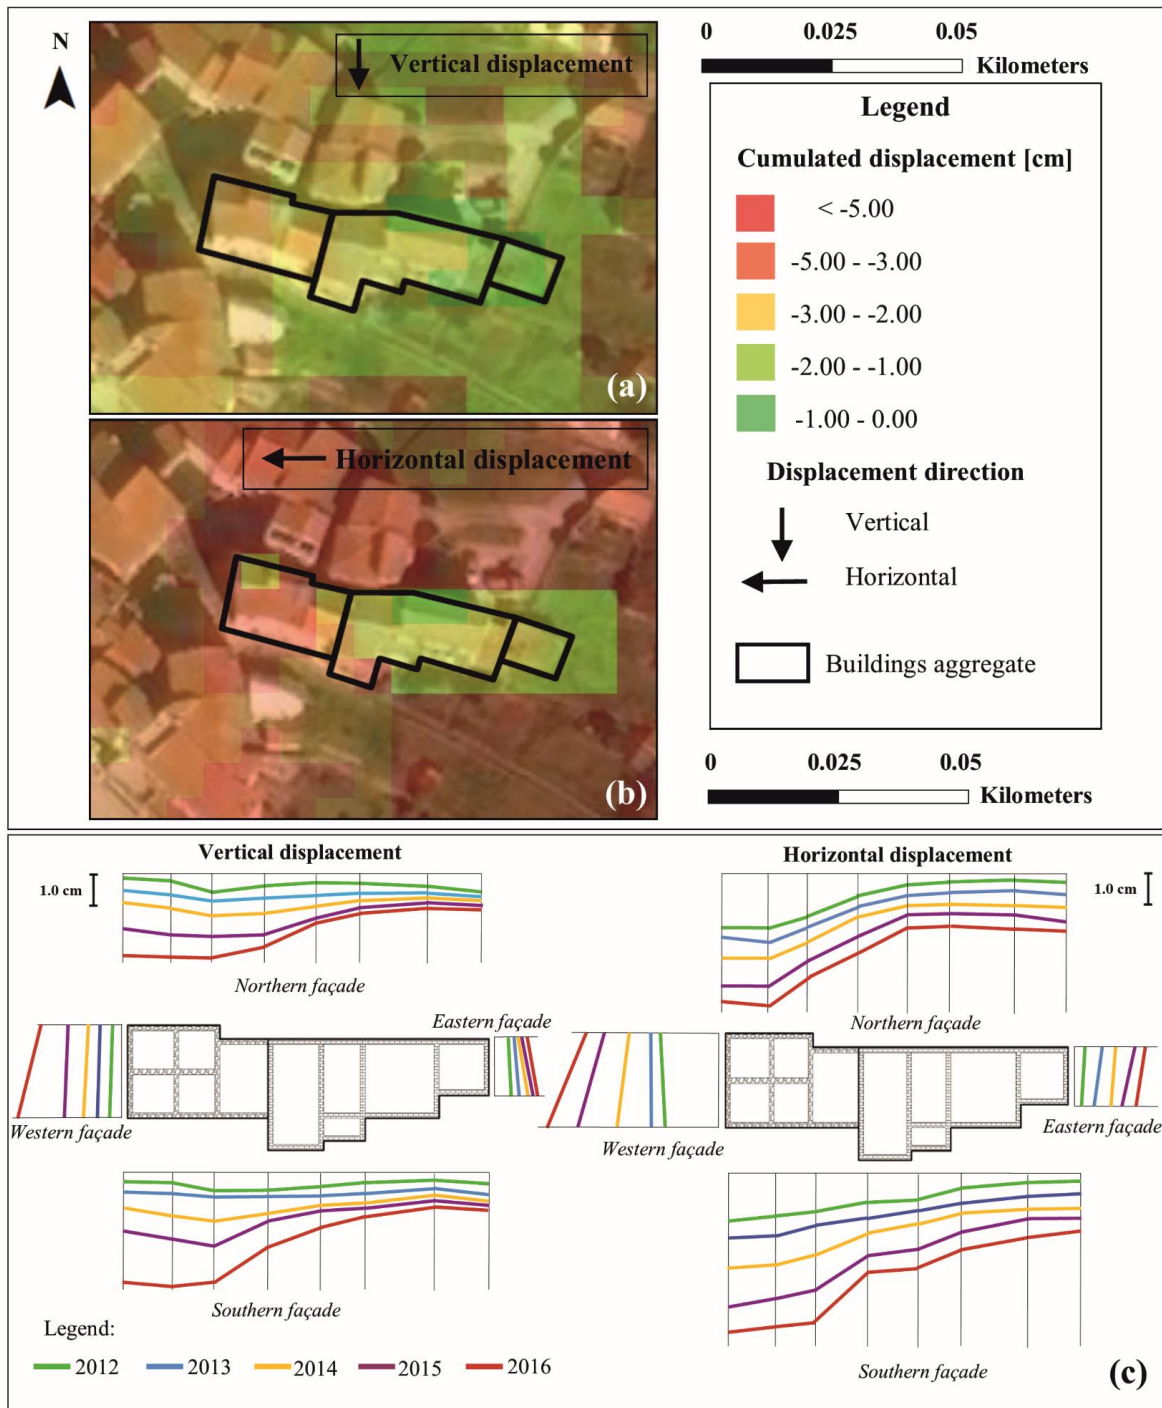 N
Vertical displacement
(a)
Horizontal displacement
(b)
0 0.025 0.05
Kilometers
Legend
Cumulated displacement [cm]
< -5.00
-5.00 - -3.00
-3.00 - -2.00
-2.00 - -1.00
-1.00 - 0.00
Displacement direction
Vertical
Horizontal
Buildings aggregate
0 0.025 0.05
Kilometers
Vertical displacement
1.0 cm
Northern façade
Eastern façade
Western façade
Southern façade
Horizontal displacement
1.0 cm
Northern façade
Western façade
Eastern façade
Southern façade
Legend:
2012 2013 2014 2015 2016
(c)